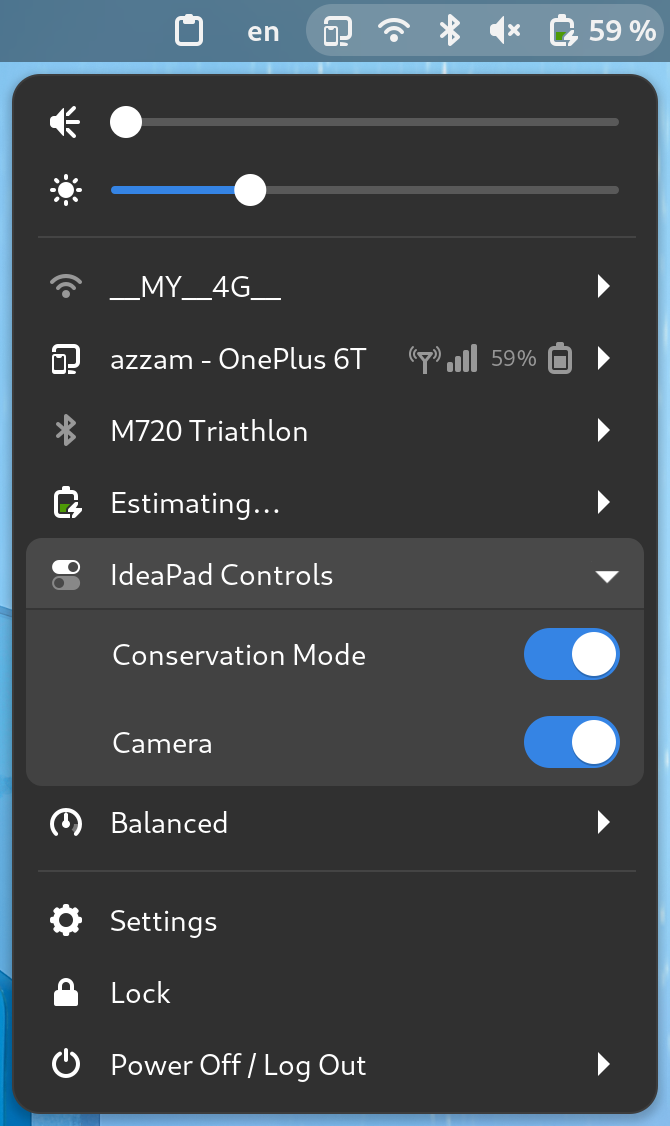 en 59 %
__MY__4G__
azzam - OnePlus 6T 59%
M720 Triathlon
Estimating…
IdeaPad Controls
Conservation Mode
Camera
Balanced
Settings
Lock
Power Off / Log Out